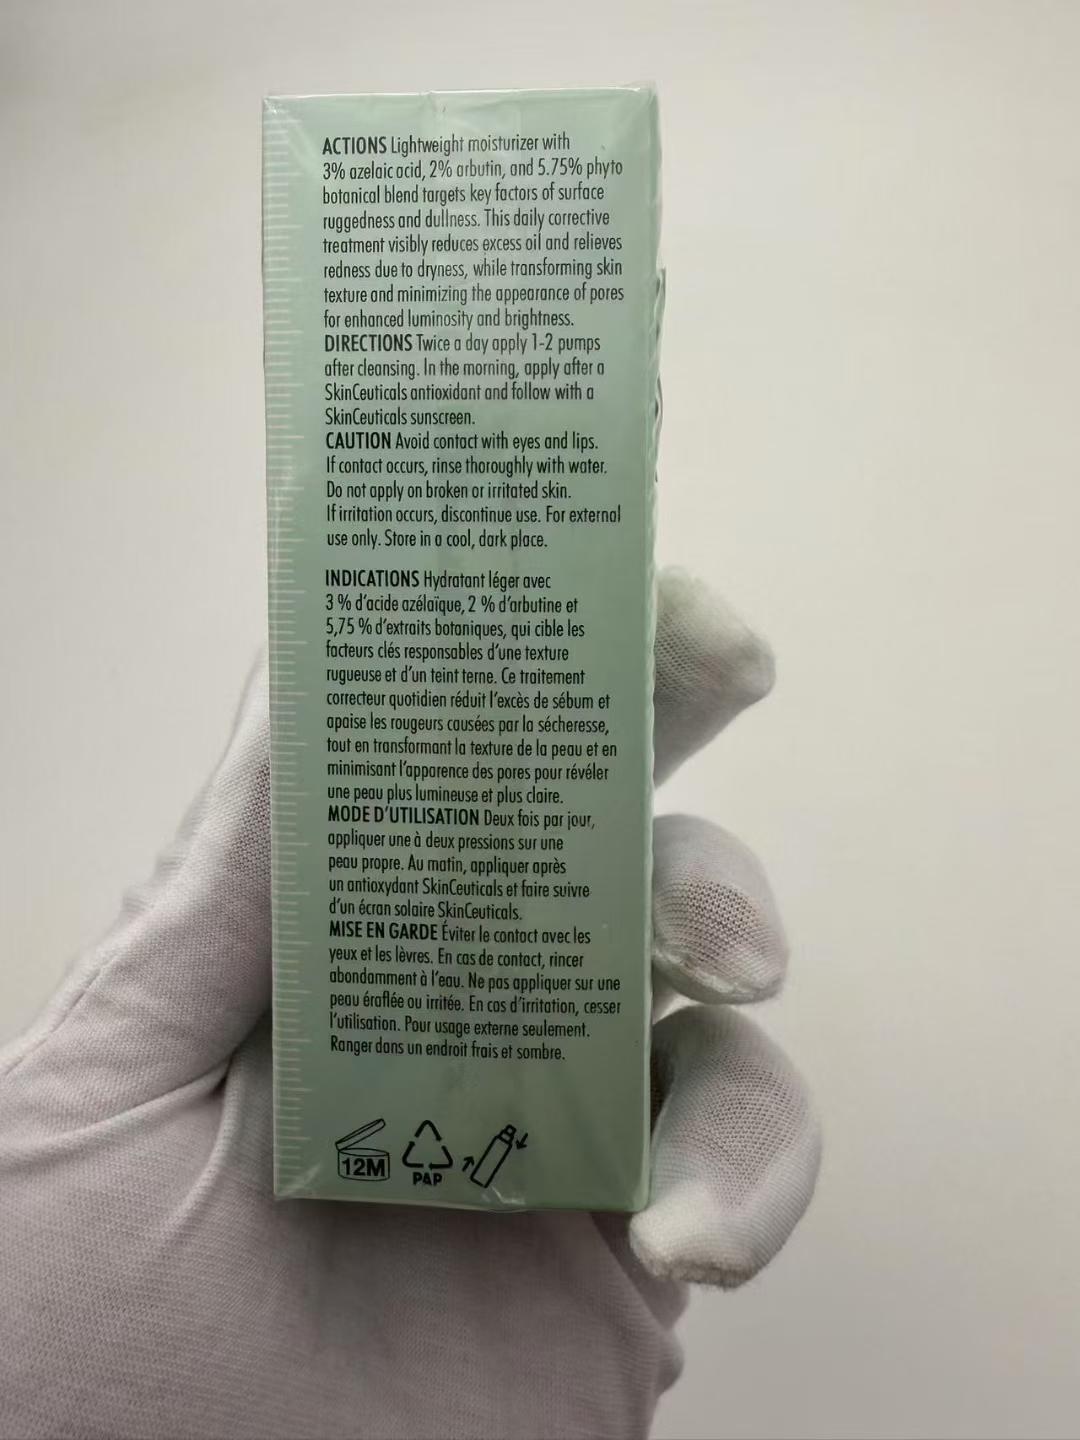 ACTIONS Lightweight moisturizer with
3% azelaic acid, 2% arbutin, and 5.75% phyto
botanical blend targets key factors of surface
ruggedness and dullness. This daily corrective
treatment visibly reduces excess oil and relieves
redness due to dryness, while transforming skin
texture and minimizing the appearance of pores
for enhanced luminosity and brightness.
DIRECTIONS Twice a day apply 1-2 pumps
after cleansing. In the morning, apply after a
SkinCeuticals antioxidant and follow with a
SkinCeuticals sunscreen.
CAUTION Avoid contact with eyes and lips.
If contact occurs, rinse thoroughly with water.
Do not apply on broken or irritated skin.
If irritation occurs, discontinue use. For external
use only. Store in a cool, dark place.
INDICATIONS Hydratant léger avec
3 % d'acide azélaïque, 2 % d'arbutine et
5,75 % d'extraits botaniques, qui cible les
facteurs clés responsables d'une texture
rugueuse et d'un teint terne. Ce traitement
correcteur quotidien réduit l'excès de sébum et
apaise les rougeurs causées par la sécheresse,
tout en transformant la texture de la peau et en
minimisant l'apparence des pores pour révéler
une peau plus lumineuse et plus claire.
MODE D'UTILISATION Deux fois par jour,
appliquer une à deux pressions sur une
peau propre. Au matin, appliquer après
un antioxydant SkinCeuticals et faire suivre
d'un écran solaire SkinCeuticals.
MISE EN GARDE Éviter le contact avec les
yeux et les lèvres. En cas de contact, rincer
abondamment à l'eau. Ne pas appliquer sur une
peau éraflée ou irritée. En cas d'irritation, cesser
l'utilisation. Pour usage externe seulement.
Ranger dans un endroit frais et sombre.
12M
PAP